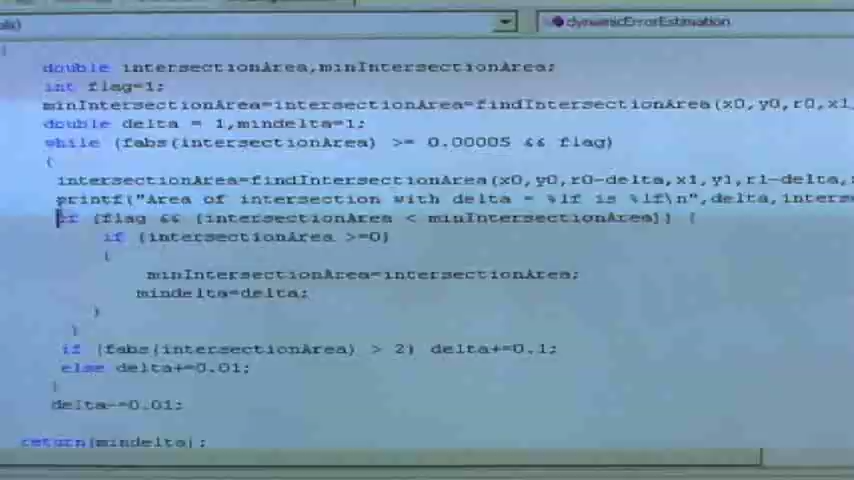 als)
dynamicErrorEstimation
{
double intersectionArea,minIntersectionArea;
int flag=1;
minIntersectionArea=intersectionArea=findIntersectionArea(x0,y0,r0,x1
double delta = 1,mindelta=1;
while (fabs(intersectionArea) >= 0.00005 && flag)
{
intersectionArea=findIntersectionArea(x0,y0,r0-delta,x1,y1,r1-delta,
printf("Area of intersection with delta = %lf is %lf\n",delta,interse
if (flag && (intersectionArea < minIntersectionArea)) {
if (intersectionArea >=0)
{
minIntersectionArea=intersectionArea;
mindelta=delta;
}
}
if (fabs(intersectionArea) > 2) delta+=0.1;
else delta+=0.01;
}
delta-=0.01;
return(mindelta);